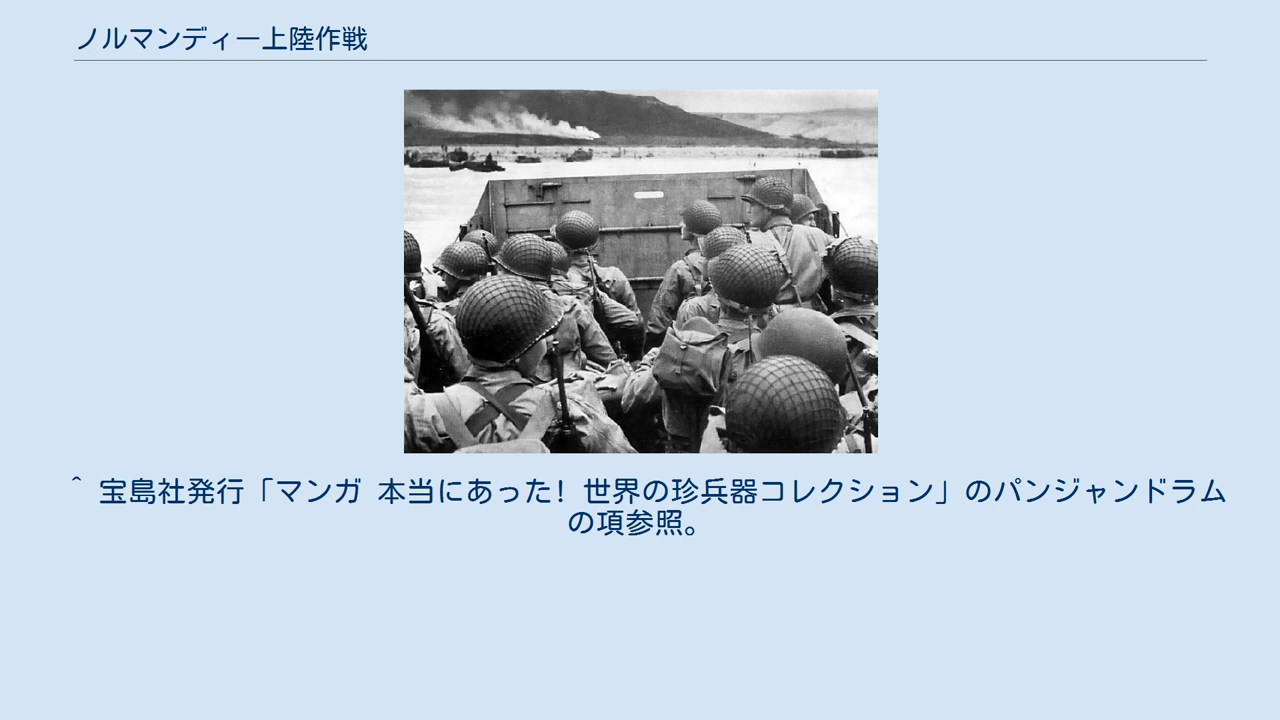 ノルマンディー上陸作戦
^ 宝島社発行「マンガ 本当にあった! 世界の珍兵器コレクション」のパンジャンドラム
の項参照。